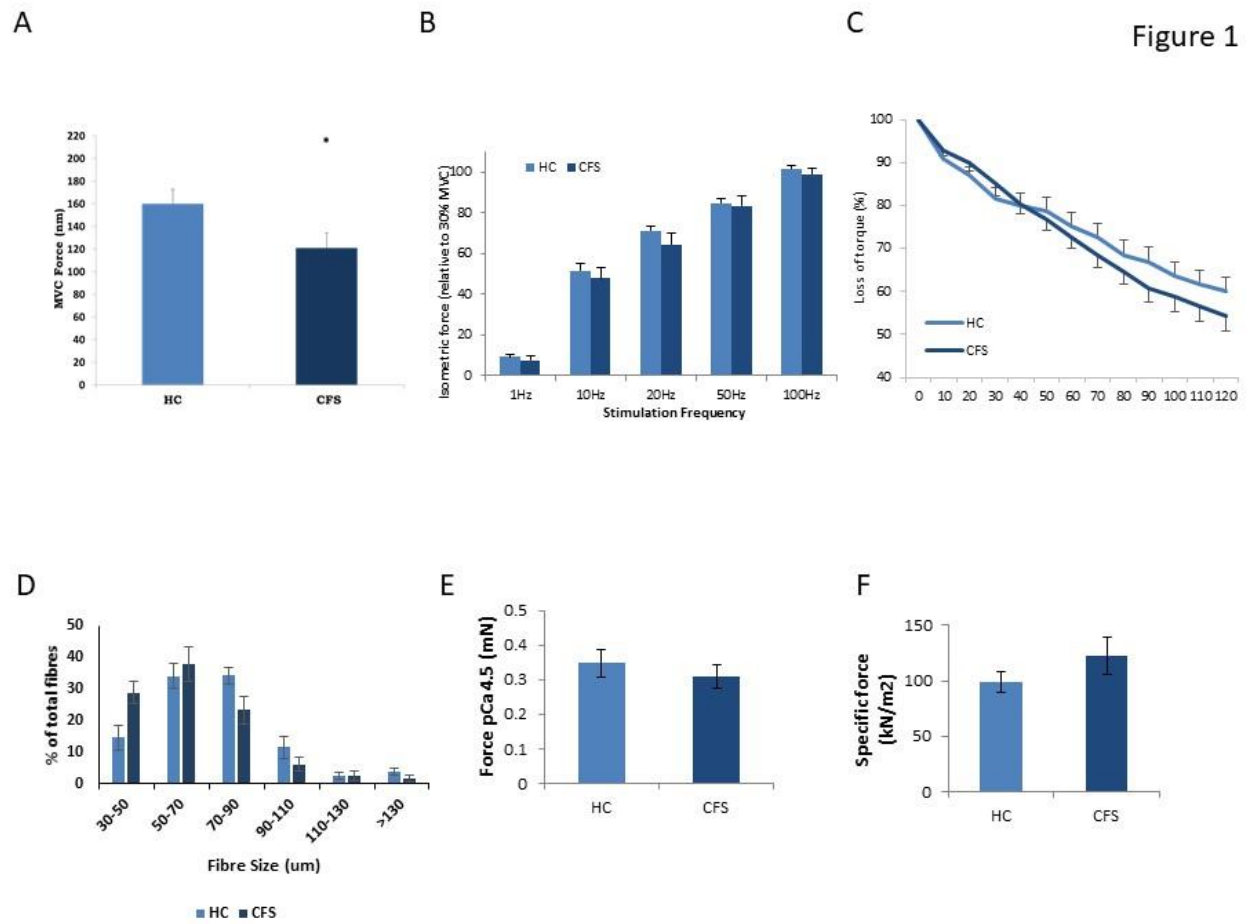 A
B
C
Figure 1
220
200
180
160
140
120
100
80
60
40
20
0
MVC Force (nm)
*
HC
CFS
HC CFS
100
80
60
40
20
0
Isometric force (relative to 30% MVC)
1Hz 10Hz 20Hz 50Hz 100Hz
Stimulation Frequency
100
90
80
70
60
50
40
Loss of torque (%)
HC
CFS
0 10 20 30 40 50 60 70 80 90 100 110 120
D
E
F
50
40
30
20
10
0
% of total fibres
30-50 50-70 70-90 90-110 110-130 >130
Fibre Size (um)
HC CFS
0.5
0.4
0.3
0.2
0.1
0
Force pCa 4.5 (mN)
HC CFS
150
100
50
0
Specific force
(kN/m2)
HC CFS